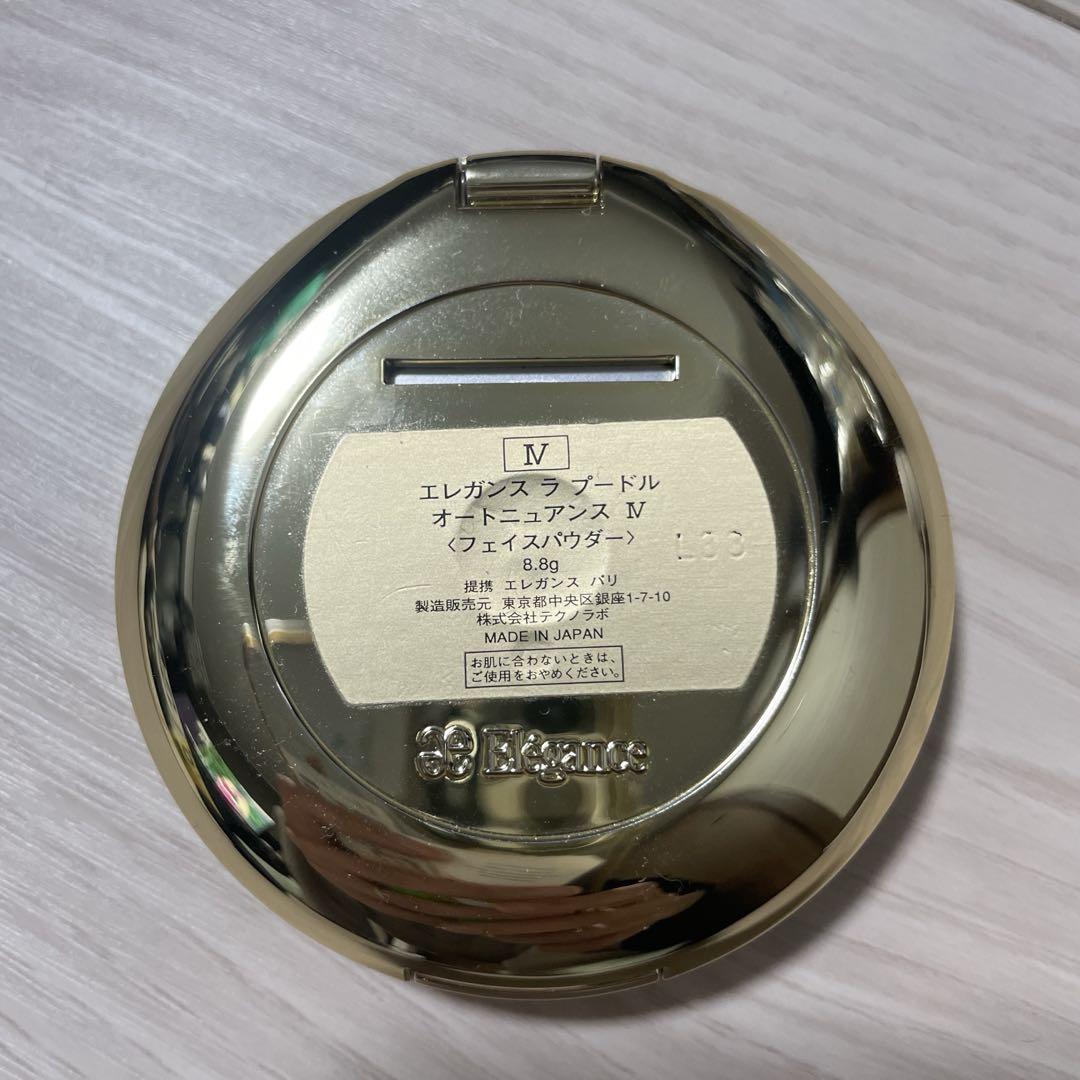 Ⅳ
エレガンス ラ プードル
オートニュアンス Ⅳ
〈フェイスパウダー〉
8.8g
提携 エレガンス パリ
製造販売元 東京都中央区銀座1-7-10
株式会社テクノラボ
MADE IN JAPAN
お肌に合わないときは、
ご使用をおやめください。
Elégance